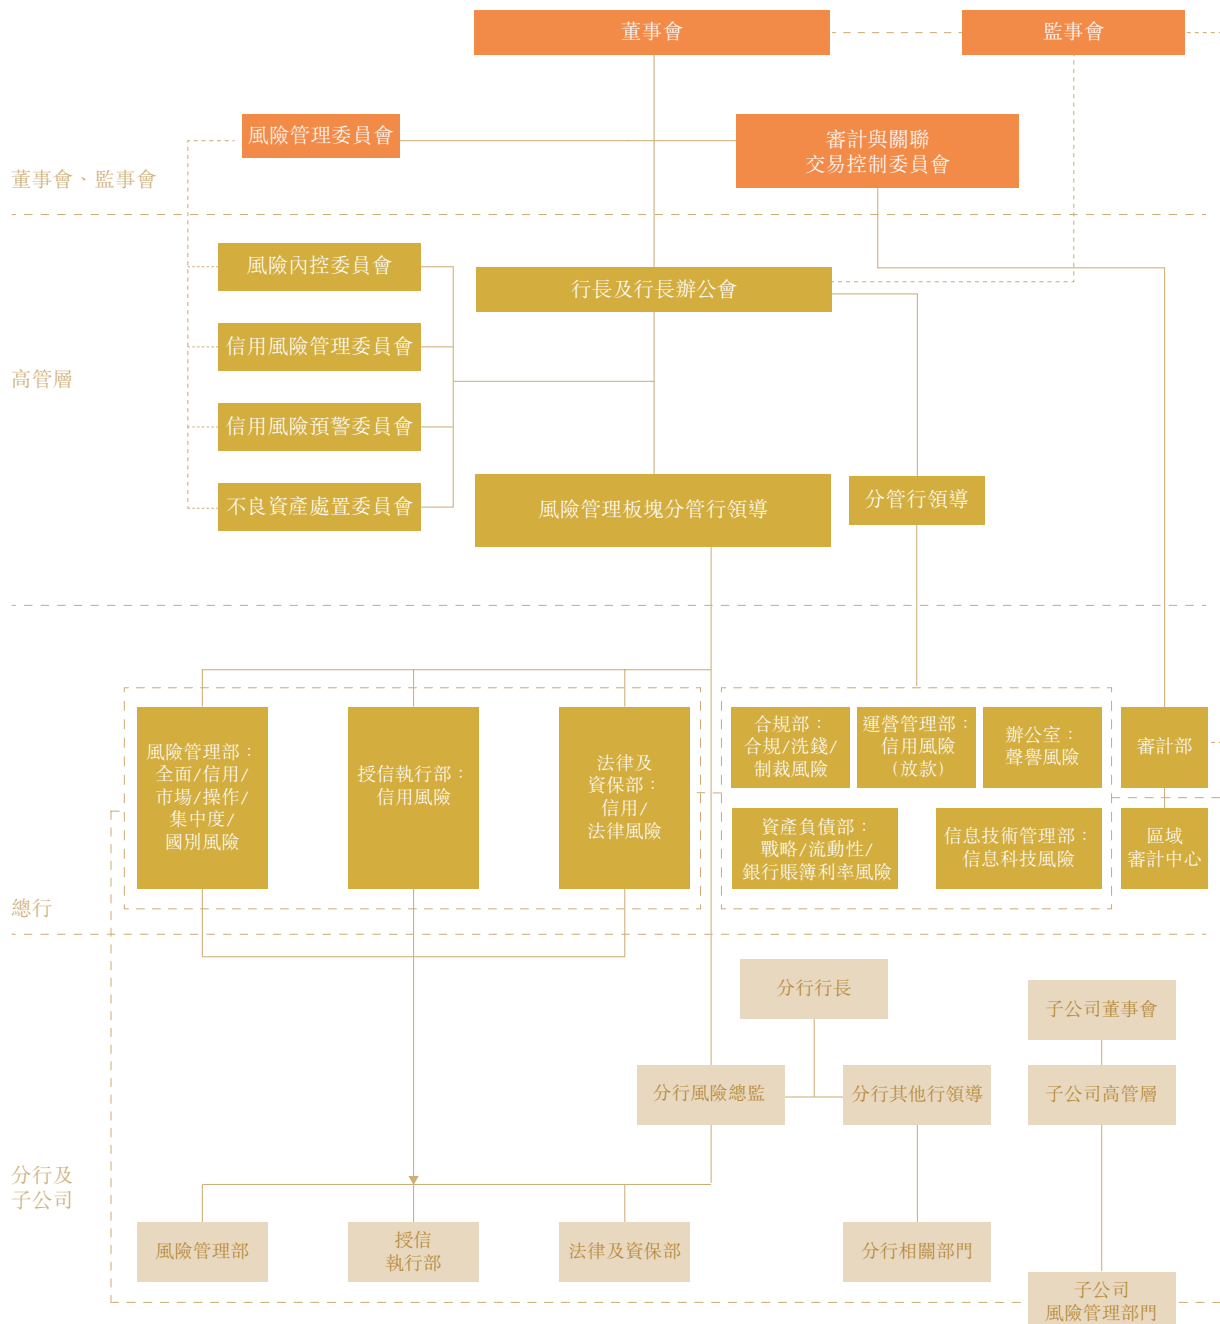 董事會
監事會
風險管理委員會
審計與關聯
交易控制委員會
董事會、監事會
風險內控委員會
行長及行長辦公會
信用風險管理委員會
高管層
信用風險預警委員會
不良資產處置委員會
風險管理板塊分管行領導
分管行領導
風險管理部：
全面/信用/
市場/操作/
集中度/
國別風險
授信執行部：
信用風險
法律及
資保部：
信用/
法律風險
合規部：
合規/洗錢/
制裁風險
運營管理部：
信用風險
(放款)
辦公室：
聲譽風險
審計部
資產負債部：
戰略/流動性/
銀行賬簿利率風險
信息技術管理部：
信息科技風險
區域
審計中心
總行
分行行長
子公司董事會
分行風險總監
分行其他行領導
子公司高管層
分行及
子公司
風險管理部
授信
執行部
法律及資保部
分行相關部門
子公司
風險管理部門